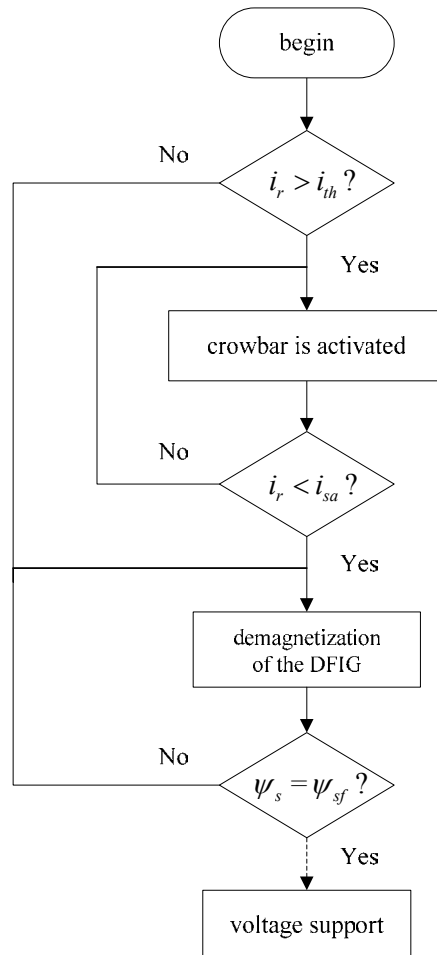 begin
No
i_r > i_th ?
Yes
crowbar is activated
No
i_r < i_sa ?
Yes
demagnetization
of the DFIG
No
ψ_s = ψ_sf ?
Yes
voltage support